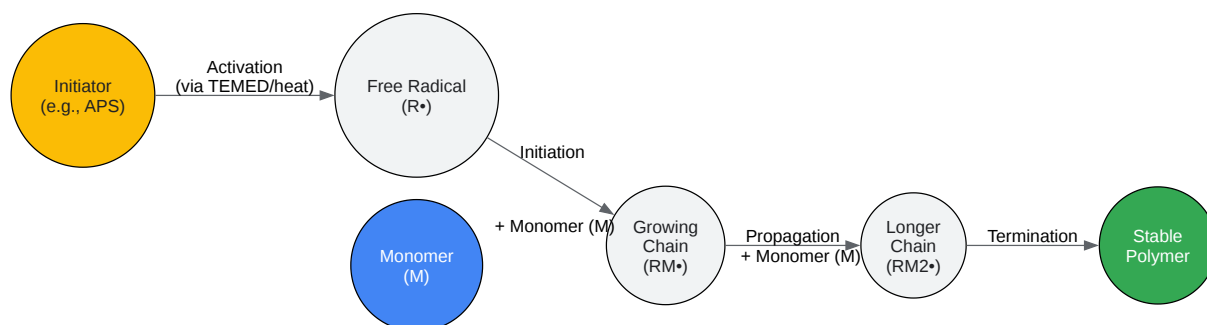 Initiator
(e.g., APS)
Activation
(via TEMED/heat)
Free Radical
(R•)
Initiation
+ Monomer (M)
Monomer
(M)
Growing
Chain
(RM•)
Propagation
+ Monomer (M)
Longer
Chain
(RM2•)
Termination
Stable
Polymer